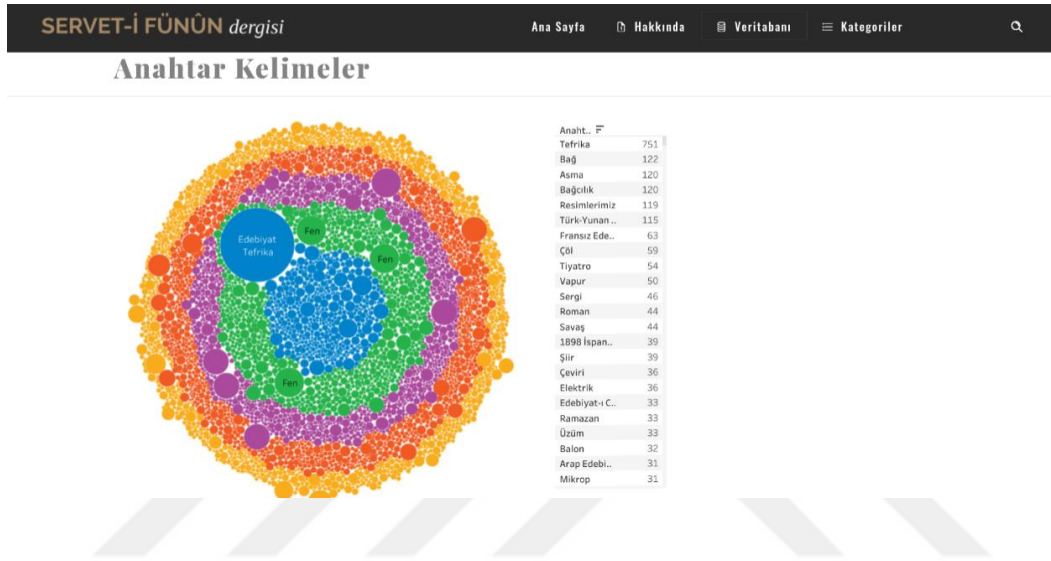 SERVET-İ FÜNÛN dergisi
Ana Sayfa Hakkında Veritabanı Kategoriler
Anahtar Kelimeler
Edebiyat
Tefrika
Fen
Fen
Fen
Anaht..
Tefrika 751
Bağ 122
Asma 120
Bağcılık 120
Resimlerimiz 119
Türk-Yunan .. 115
Fransız Ede.. 63
Çöl 59
Tiyatro 54
Vapur 50
Sergi 46
Roman 44
Savaş 44
1898 İspan.. 39
Şiir 39
Çeviri 36
Elektrik 36
Edebiyat-ı C.. 33
Ramazan 33
Üzüm 33
Balon 32
Arap Edebi.. 31
Mikrop 31